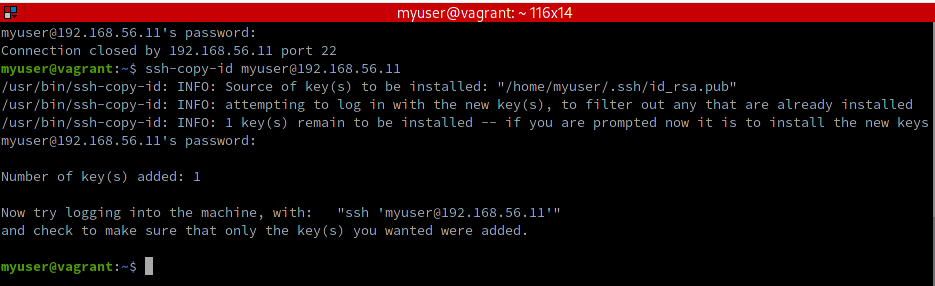 myuser@vagrant: ~ 116x14
myuser@192.168.56.11's password:
Connection closed by 192.168.56.11 port 22
myuser@vagrant:~$ ssh-copy-id myuser@192.168.56.11
/usr/bin/ssh-copy-id: INFO: Source of key(s) to be installed: "/home/myuser/.ssh/id_rsa.pub"
/usr/bin/ssh-copy-id: INFO: attempting to log in with the new key(s), to filter out any that are already installed
/usr/bin/ssh-copy-id: INFO: 1 key(s) remain to be installed -- if you are prompted now it is to install the new keys
myuser@192.168.56.11's password:
Number of key(s) added: 1
Now try logging into the machine, with:   "ssh 'myuser@192.168.56.11'"
and check to make sure that only the key(s) you wanted were added.
myuser@vagrant:~$